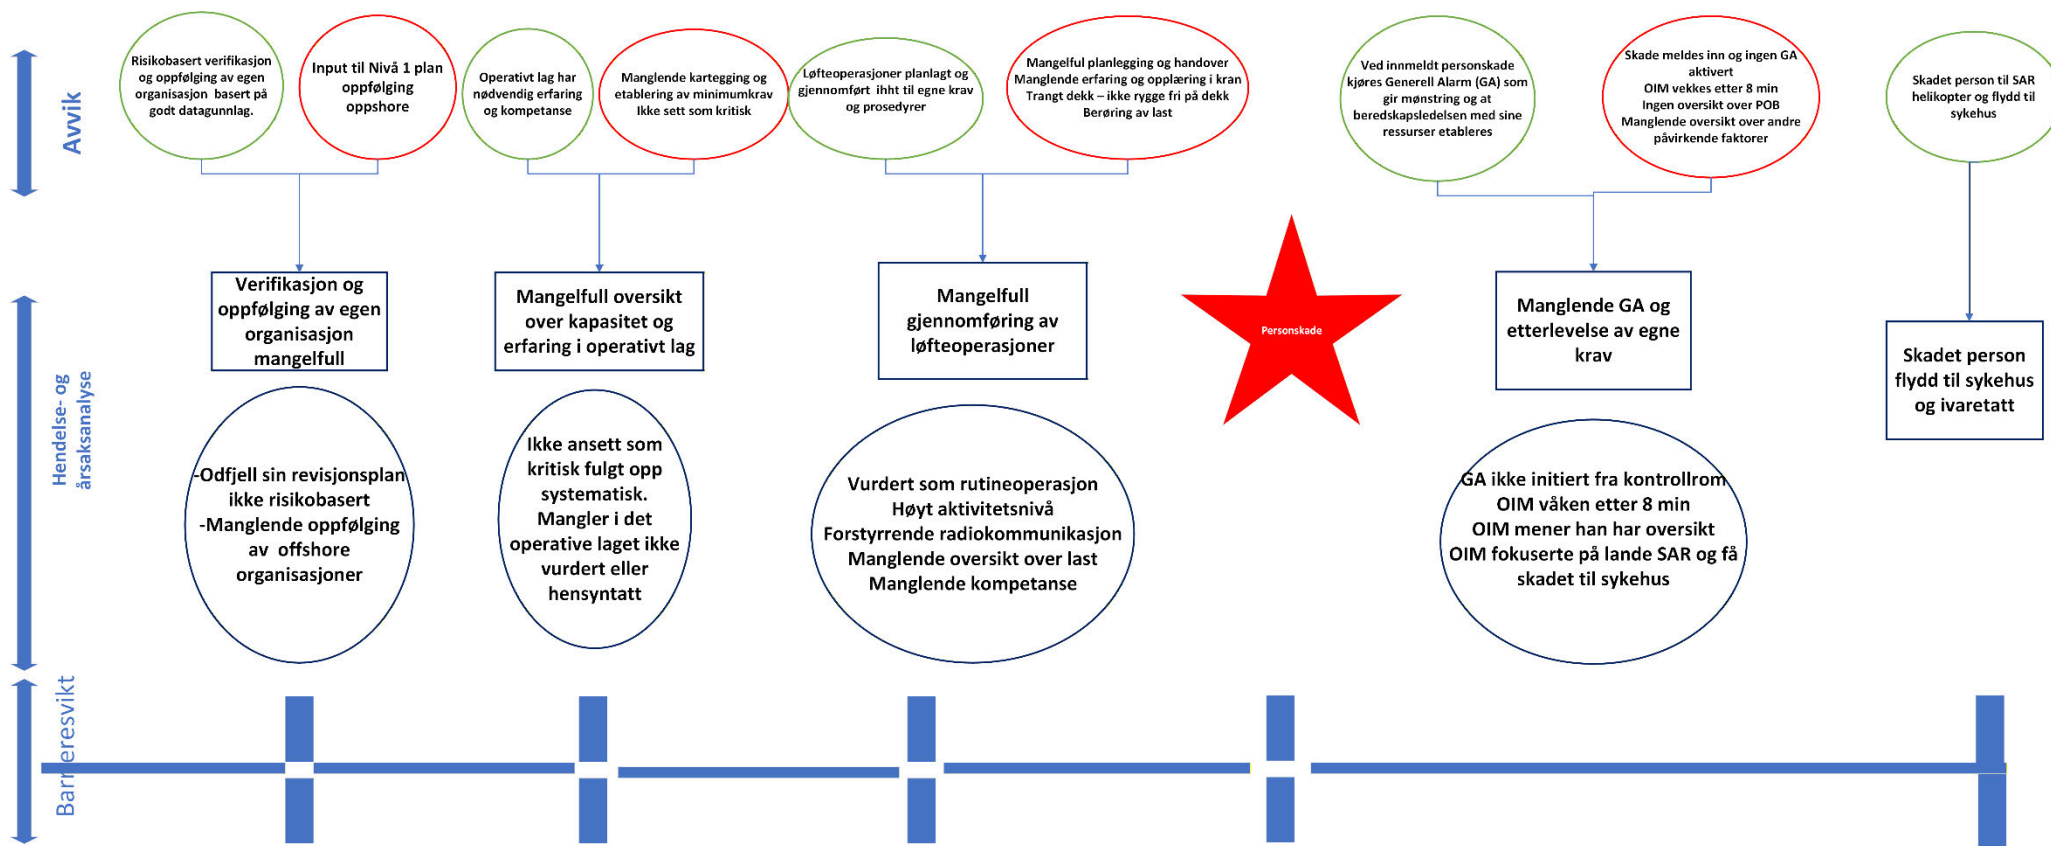 Avvik
Risikobasert verifikasjon
og oppfølging av egen
organisasjon basert på
godt datagunnlag.
Input til Nivå 1 plan
oppfølging
oppshore
Operativt lag har
nødvendig erfaring
og kompetanse
Manglende kartegging og
etablering av minimumkrav
Ikke sett som kritisk
Løfteoperasjoner planlagt og
gjennomført ihht til egne krav
og prosedyrer
Mangelful planlegging og handover
Manglende erfaring og opplæring i kran
Trangt dekk – ikke rygge fri på dekk
Berøring av last
Ved innmeldt personskade
kjøres Generell Alarm (GA) som
gir mønstring og at
beredskapsledelsen med sine
ressurser etableres
Skade meldes inn og ingen GA
aktivert
OIM vekkes etter 8 min
Ingen oversikt over POB
Manglende oversikt over andre
påvirkende faktorer
Skadet person til SAR
helikopter og flydd til
sykehus
Hendelse- og
årsaksanalyse
Verifikasjon og
oppfølging av egen
organisasjon
mangelfull
Mangelfull oversikt
over kapasitet og
erfaring i operativt lag
Mangelfull
gjennomføring av
løfteoperasjoner
Personskade
Manglende GA og
etterlevelse av egne
krav
Skadet person
flydd til sykehus
og ivaretatt
-Odfjell sin revisjonsplan
ikke risikobasert
-Manglende oppfølging
av offshore
organisasjoner
Ikke ansett som
kritisk fulgt opp
systematisk.
Mangler i det
operative laget ikke
vurdert eller
hensyntatt
Vurdert som rutineoperasjon
Høyt aktivitetsnivå
Forstyrrende radiokommunikasjon
Manglende oversikt over last
Manglende kompetanse
GA ikke initiert fra kontrollrom
OIM våken etter 8 min
OIM mener han har oversikt
OIM fokuserte på lande SAR og få
skadet til sykehus
Barrieresvikt